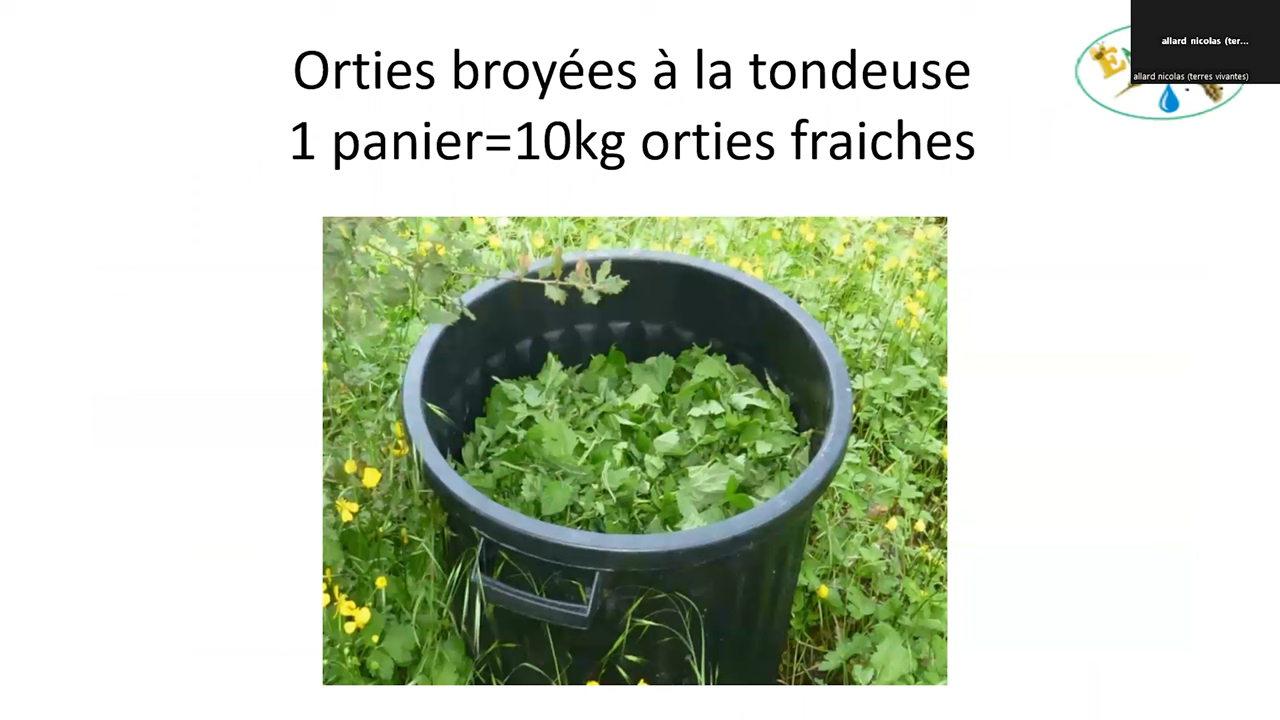 Orties broyées à la tondeuse
1 panier=10kg orties fraiches
allard nicolas (ter...
allard nicolas (terres vivantes)